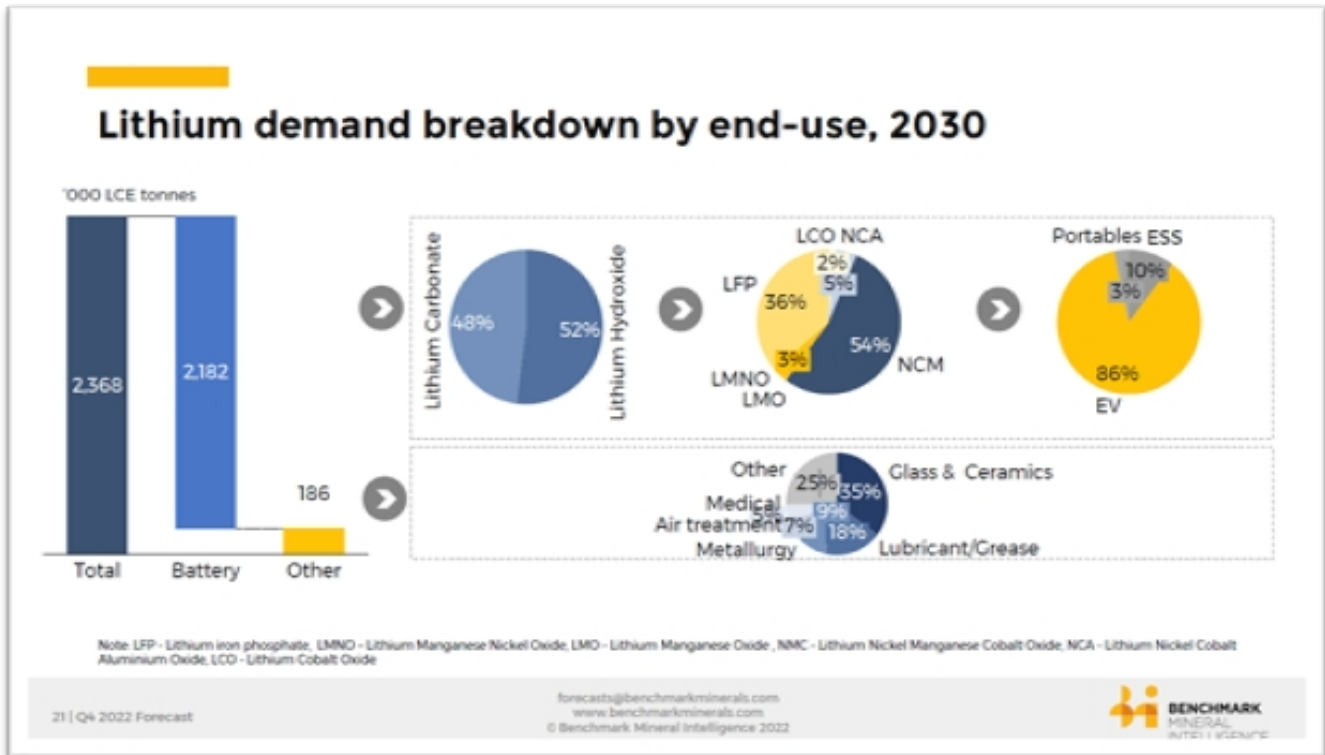 Lithium demand breakdown by end-use, 2030
'000 LCE tonnes
2,368
2,182
186
Total
Battery
Other
Lithium Carbonate
48%
52%
Lithium Hydroxide
LCO NCA
2%
5%
LFP
36%
54%
NCM
3%
LMNO
LMO
Portables ESS
10%
3%
86%
EV
Other
25%
35%
Glass & Ceramics
Medical
5%
9%
Air treatment
7%
18%
Metallurgy
Lubricant/Grease
Note: LFP - Lithium iron phosphate, LMNO - Lithium Manganese Nickel Oxide, LMO - Lithium Manganese Oxide , NMC - Lithium Nickel Manganese Cobalt Oxide, NCA - Lithium Nickel Cobalt
Aluminium Oxide, LCO - Lithium Cobalt Oxide
21 | Q4 2022 Forecast
forecasts@benchmarkminerals.com
www.benchmarkminerals.com
© Benchmark Mineral Intelligence 2022
BENCHMARK
MINERAL
INTELLIGENCE